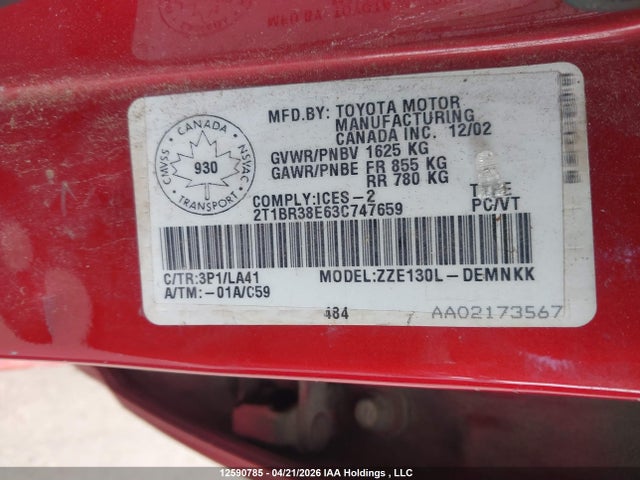 MFD.BY: TOYOTA MOTOR
MANUFACTURING
CANADA INC. 12/02
GVWR/PNBV 1625 KG
GAWR/PNBE FR 855 KG
RR 780 KG
COMPLY:ICES-2
TYPE
2T1BR38E63C747659
PC/VT
CANADA
CMVSS
NSVAC
930
TRANSPORT
C/TR:3P1/LA41
MODEL:ZZE130L-DEMNKK
A/TM:-01A/C59
484
AA02173567
12590785 - 04/21/2026 IAA Holdings , LLC